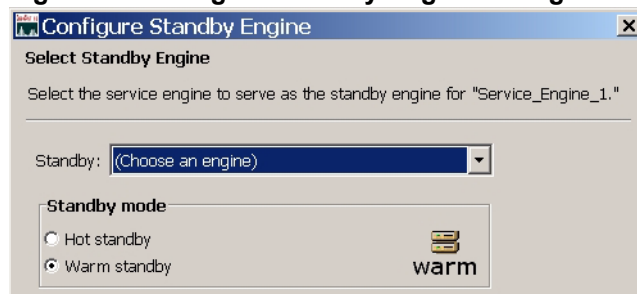 Configure Standby Engine
Select Standby Engine
Select the service engine to serve as the standby engine for "Service_Engine_1."
Standby: (Choose an engine)
Standby mode
Hot standby
Warm standby
warm